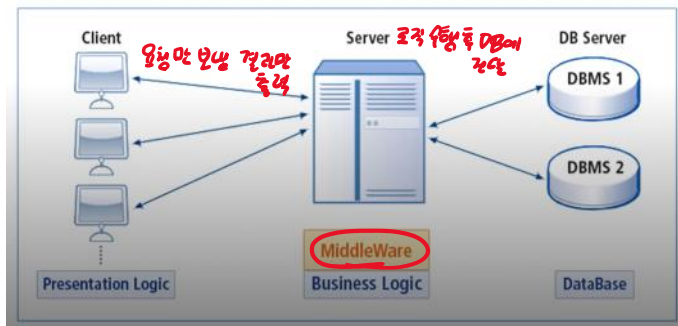 Client
요청만 보냄 결과만
출력
Server
로직 수행 후 DB에
전달
DB Server
DBMS 1
DBMS 2
MiddleWare
Presentation Logic
Business Logic
DataBase